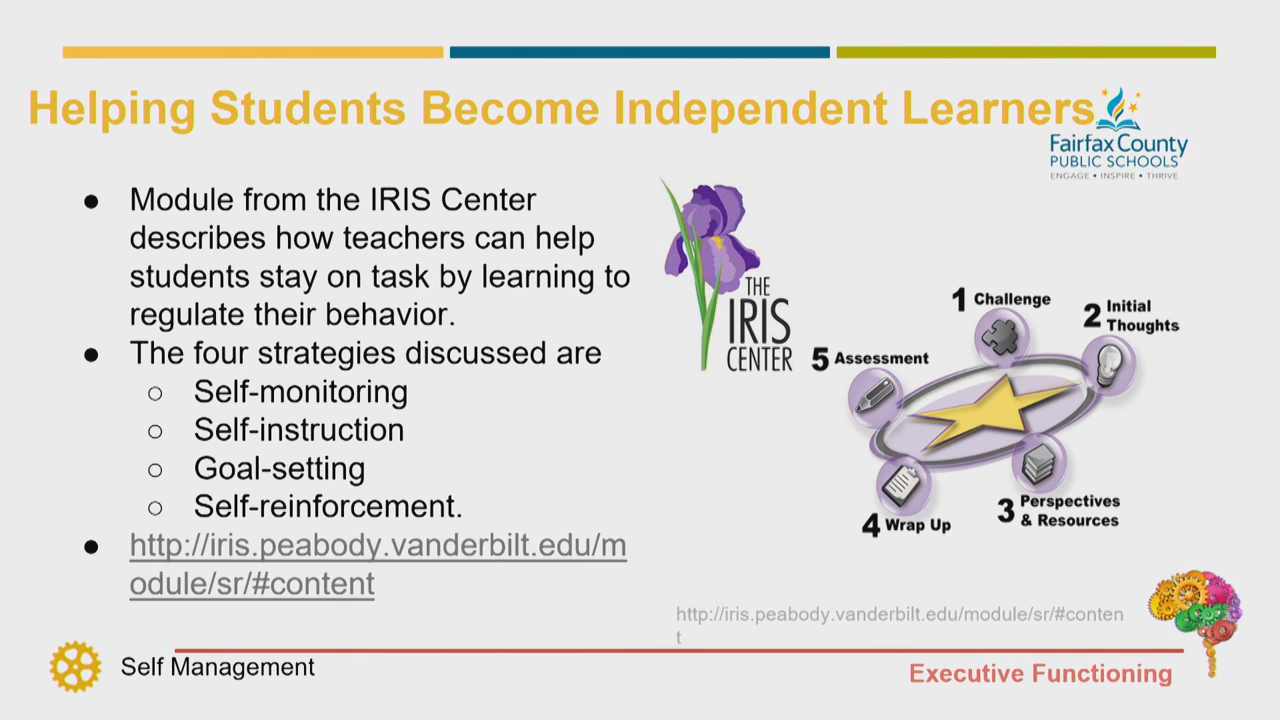 Helping Students Become Independent Learners
Fairfax County
PUBLIC SCHOOLS
ENGAGE • INSPIRE • THRIVE
● Module from the IRIS Center
describes how teachers can help
students stay on task by learning to
regulate their behavior.
● The four strategies discussed are
○ Self-monitoring
○ Self-instruction
○ Goal-setting
○ Self-reinforcement.
● http://iris.peabody.vanderbilt.edu/m
odule/sr/#content
THE
IRIS
CENTER
1 Challenge
2 Initial
Thoughts
3 Perspectives
& Resources
4 Wrap Up
5 Assessment
http://iris.peabody.vanderbilt.edu/module/sr/#conten
t
Self Management
Executive Functioning